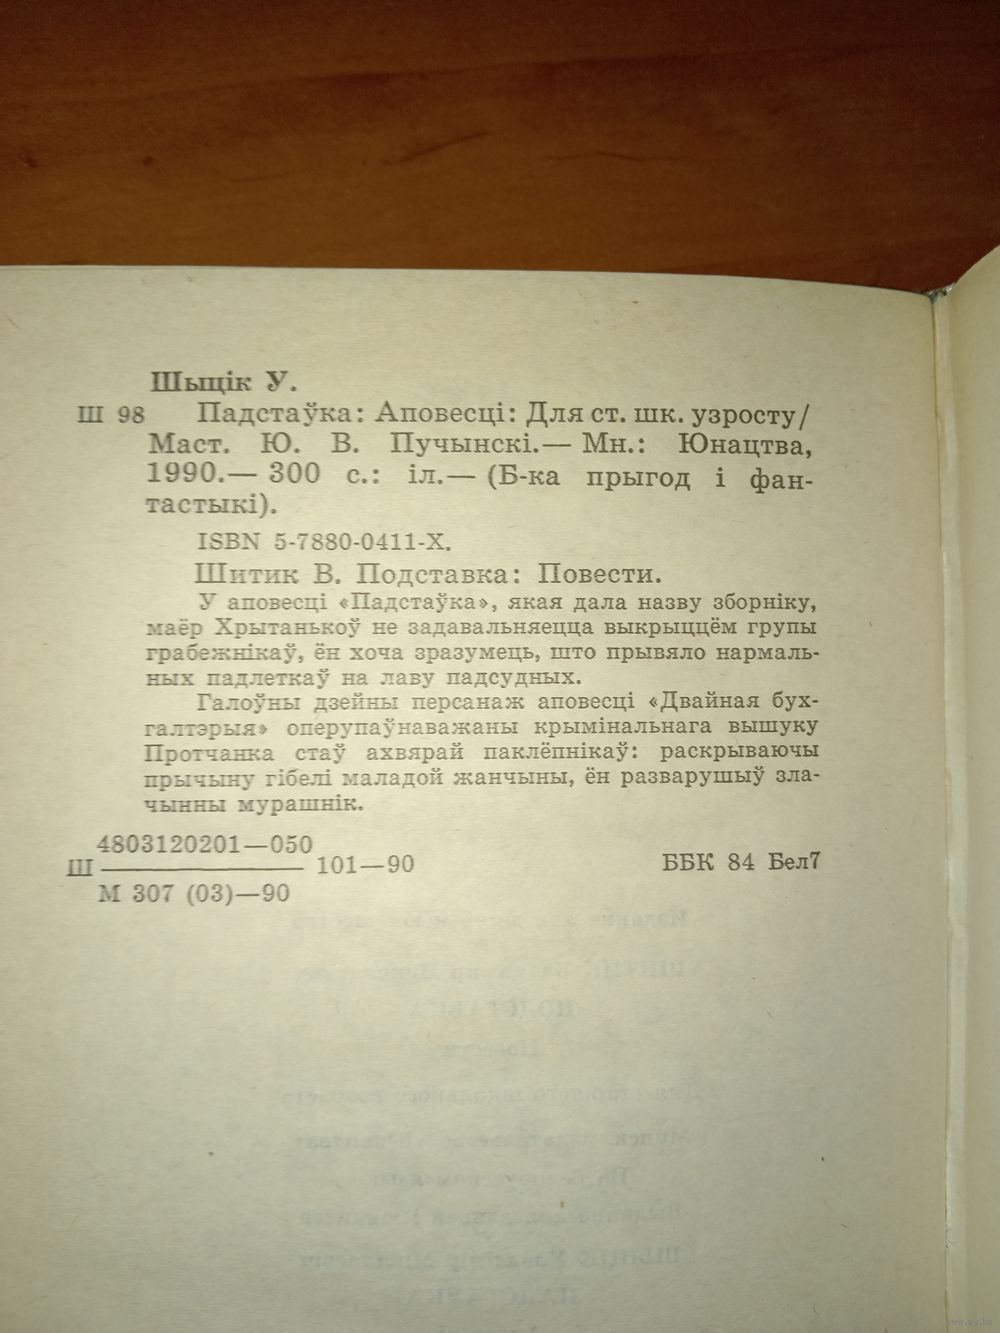 Шыцік У.
Ш 98 Падстаўка: Аповесці: Для ст. шк. узросту/
Маст. Ю. В. Пучынскі.— Мн.: Юнацтва,
1990.— 300 с.: іл.— (Б-ка прыгод і фан-
тастыкі).
ISBN 5-7880-0411-X.
Шитик В. Подставка: Повести.
У аповесці «Падстаўка», якая дала назву зборніку,
маёр Хрытанькоў не задавальняецца выкрыццём групы
грабежнікаў, ён хоча зразумець, што прывяло нармаль-
ных падлеткаў на лаву падсудных.
Галоўны дзейны персанаж аповесці «Двайная бух-
галтэрыя» оперупаўнаважаны крымінальнага вышуку
Протчанка стаў ахвярай паклёпнікаў: раскрываючы
прычыну гібелі маладой жанчыны, ён разварушыў зла-
чынны мурашнік.
4803120201—050
Ш 101—90 ББК 84 Бел7
М 307 (03)—90